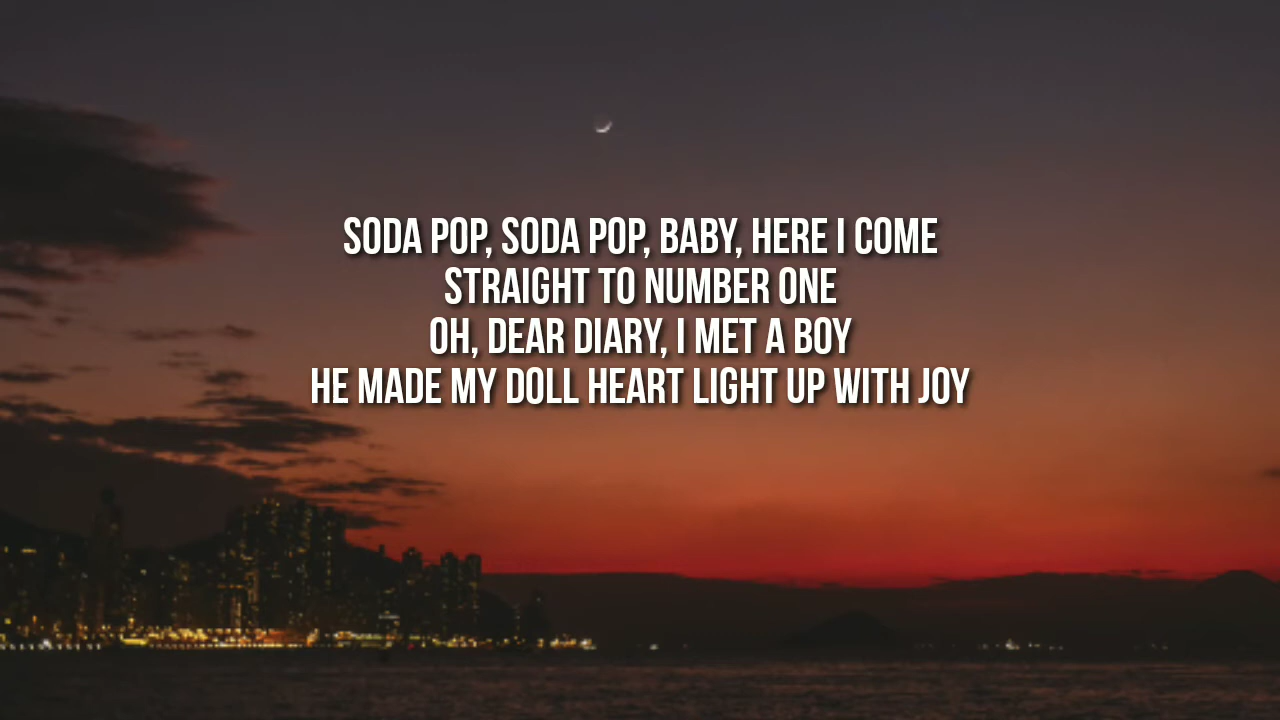 SODA POP, SODA POP, BABY, HERE I COME
STRAIGHT TO NUMBER ONE
OH, DEAR DIARY, I MET A BOY
HE MADE MY DOLL HEART LIGHT UP WITH JOY